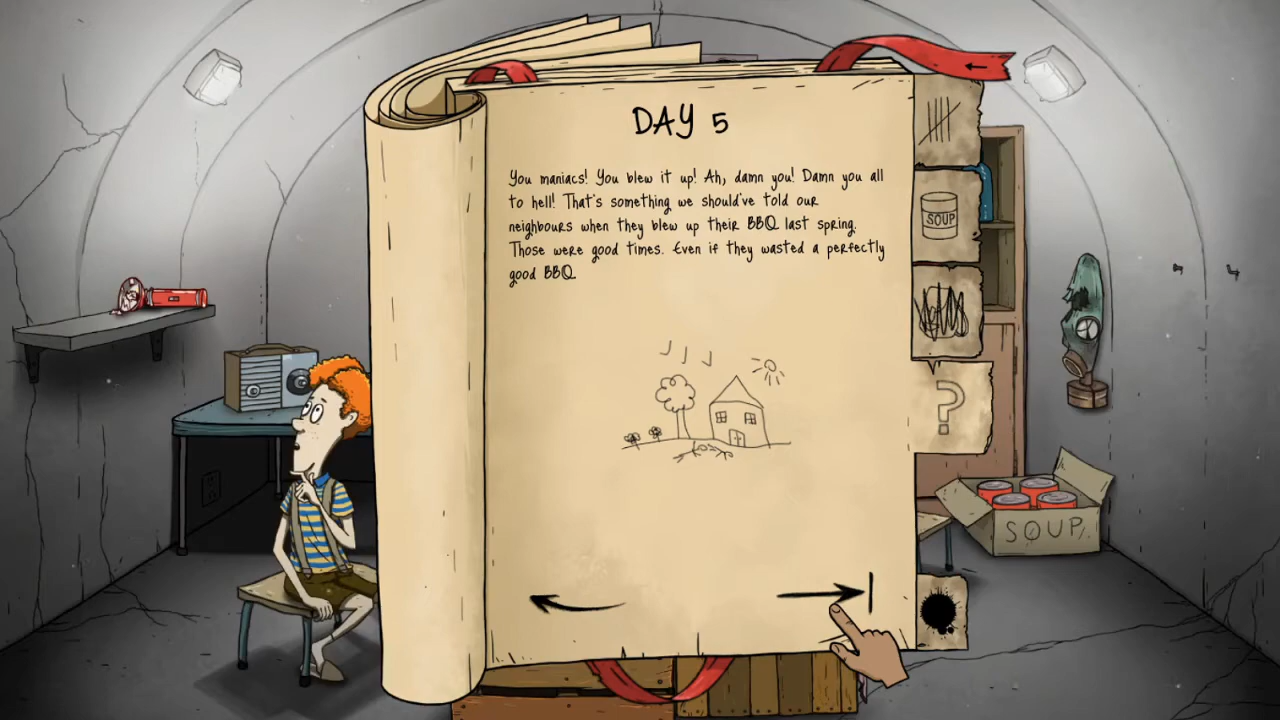 DAY 5
You maniacs! You blew it up! Ah, damn you! Damn you all
to hell! That's something we should've told our
neighbours when they blew up their BBQ last spring.
Those were good times. Even if they wasted a perfectly
good BBQ.
SOUP
?
SOUP